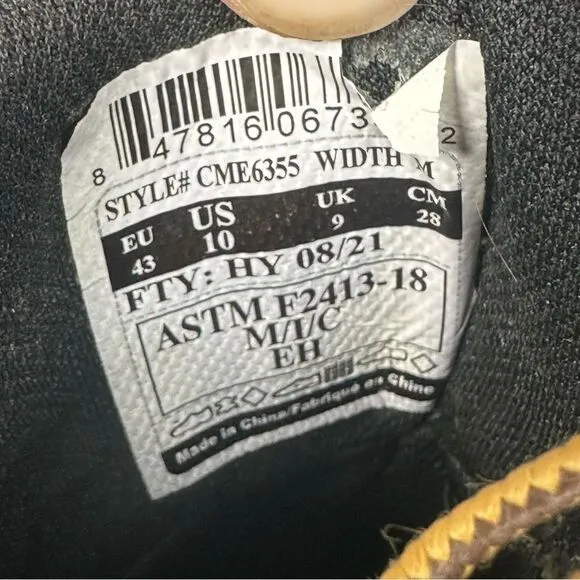 8 47816 0673 2
STYLE# CME6355 WIDTH M
EU US UK CM
43 10 9 28
FTY: HY 08/21
ASTM F2413-18
M/I/C
EH
Made in China/Fabriqué en Chine